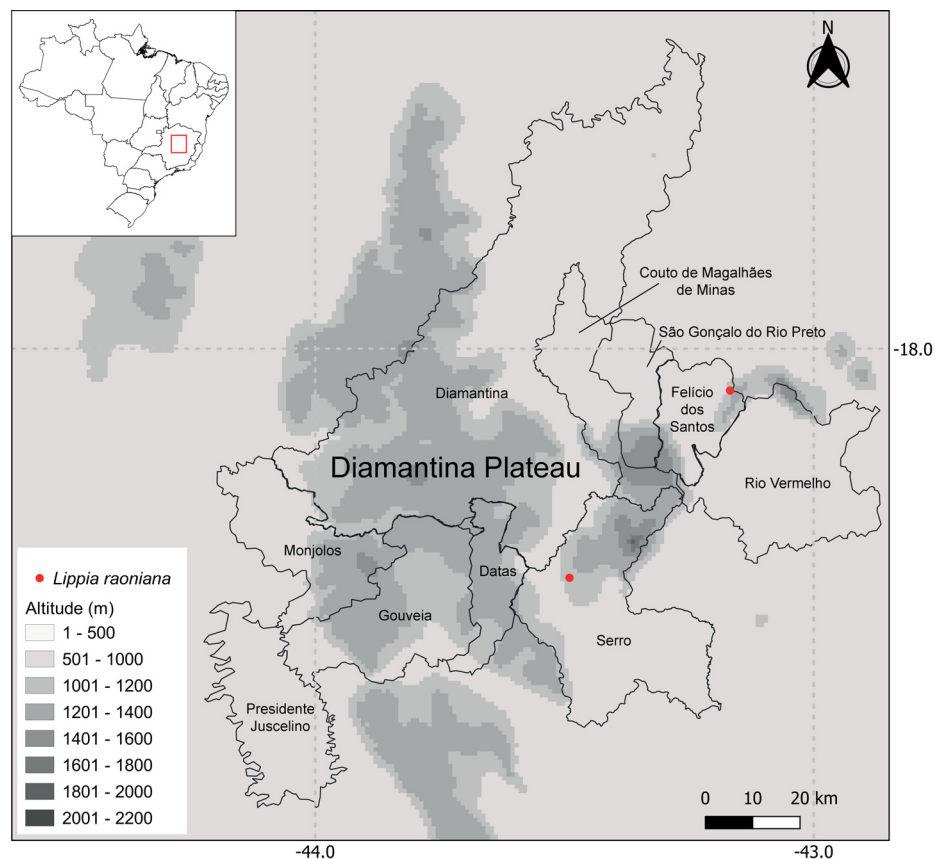 N
Couto de Magalhães
de Minas
São Gonçalo do Rio Preto
-18.0
Diamantina
Felício
dos
Santos
Diamantina Plateau
Rio Vermelho
Monjolos
Datas
Gouveia
Serro
Presidente
Juscelino
Lippia raoniana
Altitude (m)
1 - 500
501 - 1000
1001 - 1200
1201 - 1400
1401 - 1600
1601 - 1800
1801 - 2000
2001 - 2200
0 10 20 km
-44.0
-43.0